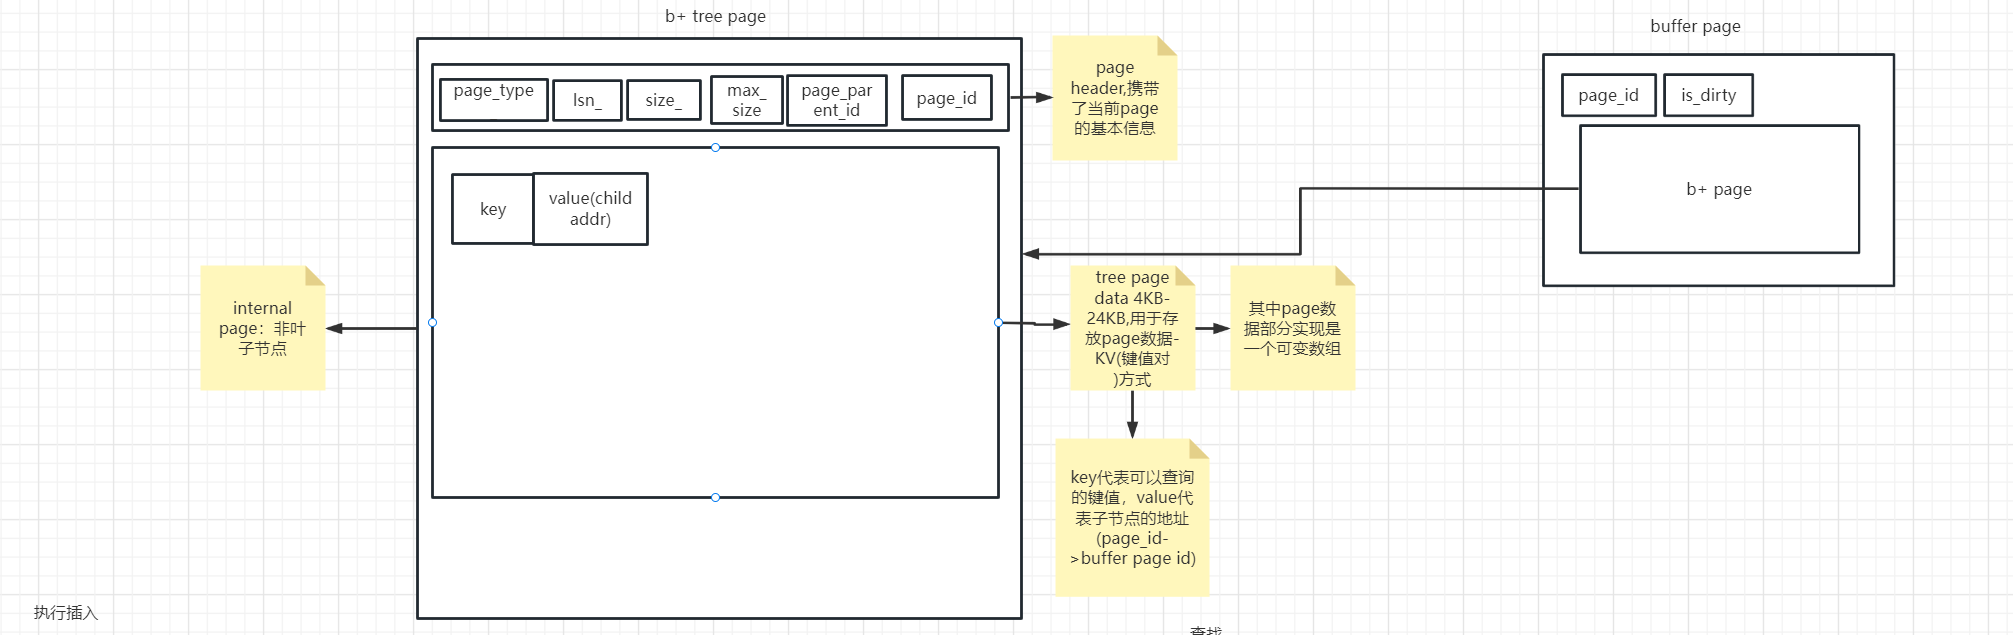 b+ tree page
page_type
lsn_
size_
max_
size
page_par
ent_id
page_id
page
header,携带
了当前page
的基本信息
buffer page
page_id
is_dirty
b+ page
key
value(child
addr)
internal
page：非叶
子节点
tree page
data 4KB-
24KB,用于存
放page数据-
KV(键值对
)方式
其中page数
据部分实现是
一个可变数组
key代表可以查询
的键值，value代
表子节点的地址
(page_id-
>buffer page id)
执行插入
查找